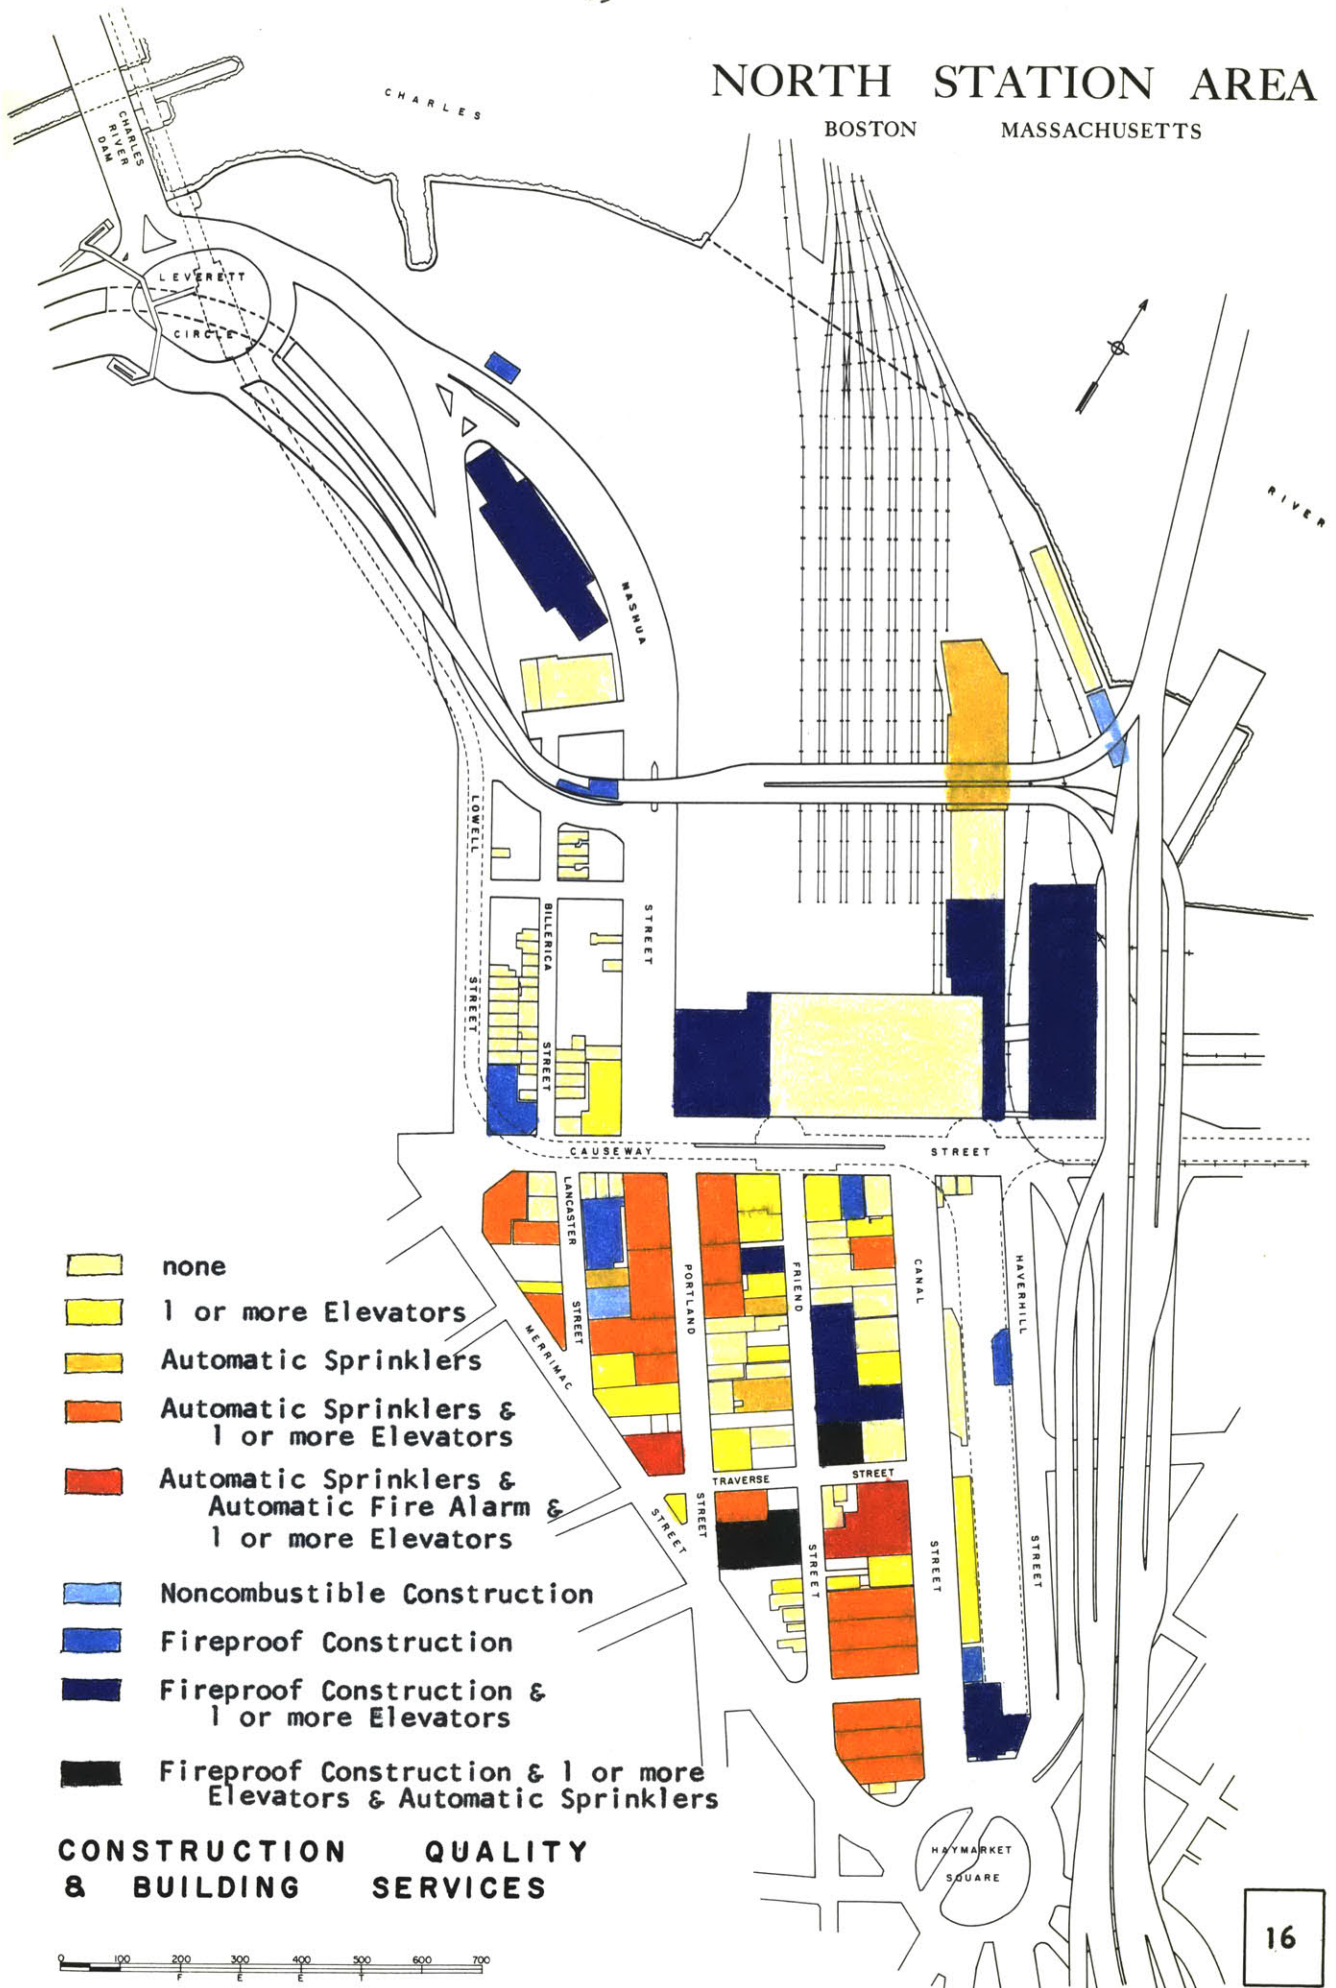 NORTH STATION AREA
BOSTON MASSACHUSETTS
CHARLES
CHARLES
RIVER
DAM
LEVERETT
CIRCLE
RIVER
NASHUA
STREET
LOWELL
STREET
BILLERICA
STREET
CAUSEWAY STREET
LANCASTER
STREET
PORTLAND
STREET
FRIEND
STREET
CANAL
STREET
HAVERHILL
STREET
MERRIMAC
STREET
TRAVERSE STREET
HAYMARKET
SQUARE
none
1 or more Elevators
Automatic Sprinklers
Automatic Sprinklers &
1 or more Elevators
Automatic Sprinklers &
Automatic Fire Alarm &
1 or more Elevators
Noncombustible Construction
Fireproof Construction
Fireproof Construction &
1 or more Elevators
Fireproof Construction & 1 or more
Elevators & Automatic Sprinklers
CONSTRUCTION QUALITY
& BUILDING SERVICES
0 100 200 300 400 500 600 700
F E E T
16